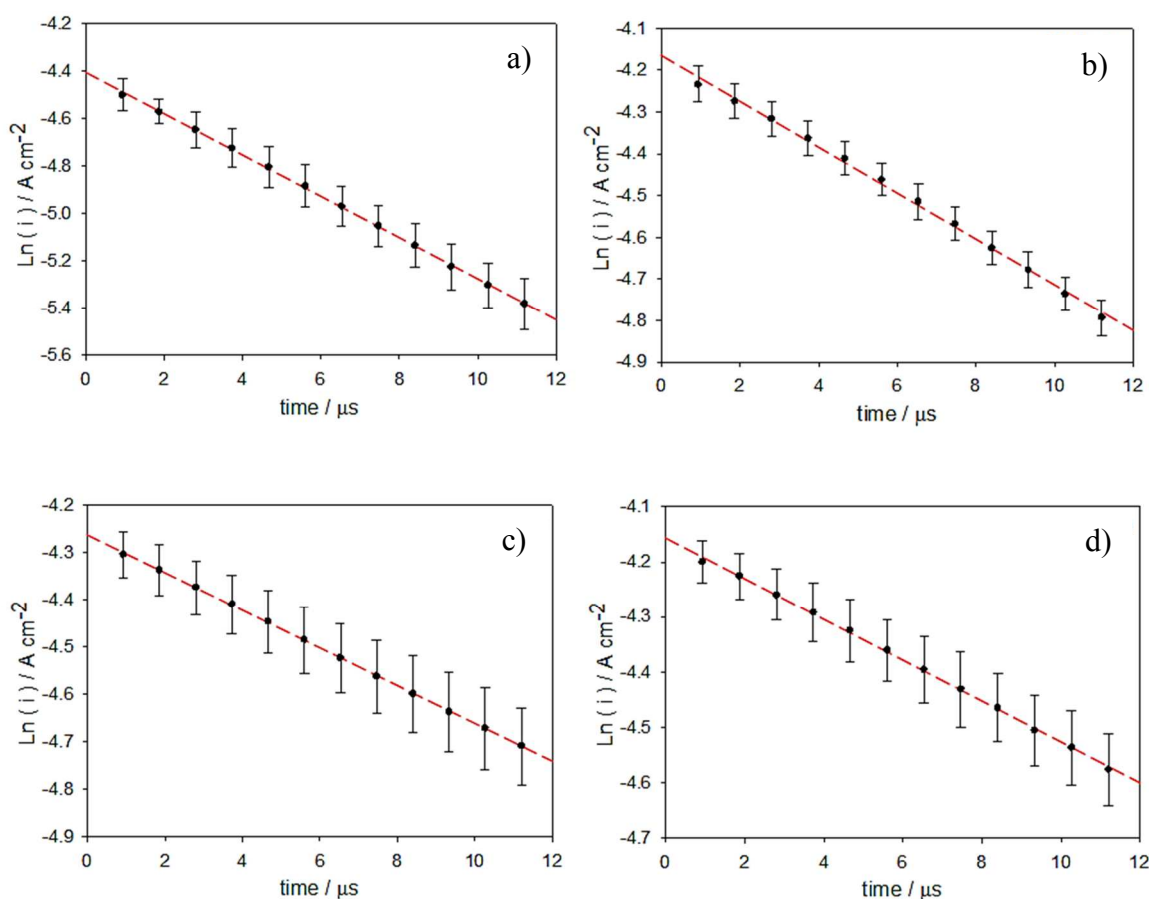 a)
Ln ( i ) / A cm⁻²
-4.2
-4.4
-4.6
-4.8
-5.0
-5.2
-5.4
-5.6
0 2 4 6 8 10 12
time / μs
b)
Ln ( i ) / A cm⁻²
-4.1
-4.2
-4.3
-4.4
-4.5
-4.6
-4.7
-4.8
-4.9
0 2 4 6 8 10 12
time / μs
c)
Ln ( i ) / A cm⁻²
-4.2
-4.3
-4.4
-4.5
-4.6
-4.7
-4.8
-4.9
0 2 4 6 8 10 12
time / μs
d)
Ln ( i ) / A cm⁻²
-4.1
-4.2
-4.3
-4.4
-4.5
-4.6
-4.7
0 2 4 6 8 10 12
time / μs